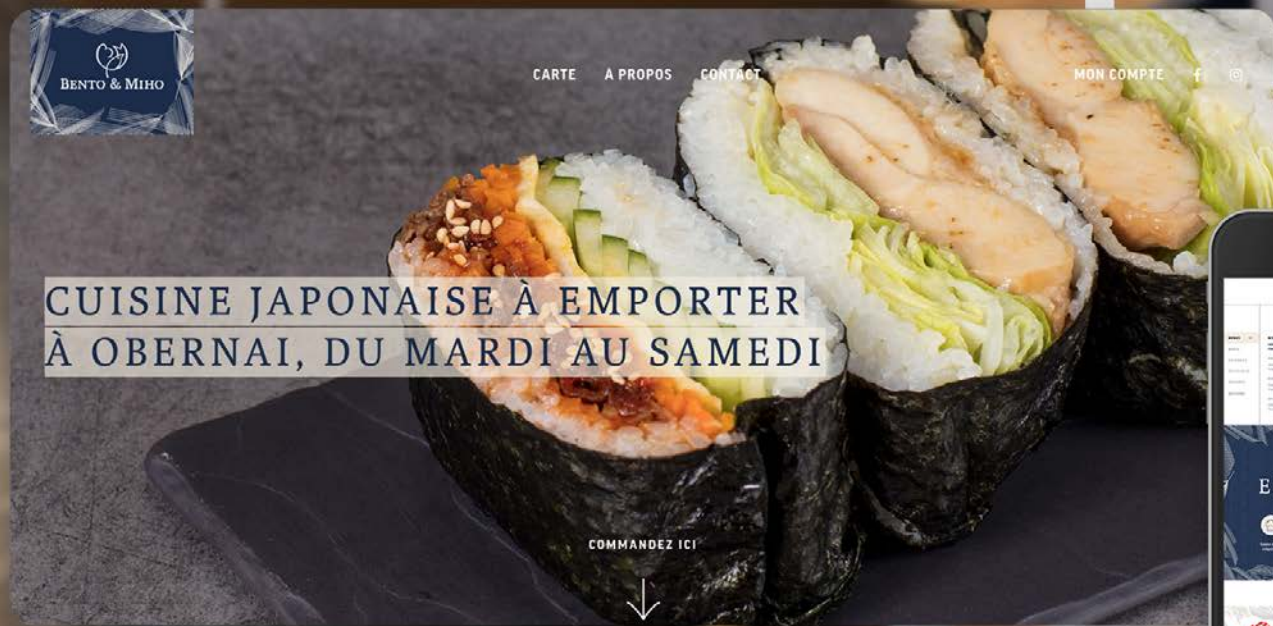 BENTO & MIHO
CARTE À PROPOS CONTACT MON COMPTE
CUISINE JAPONAISE À EMPORTER
À OBERNAI, DU MARDI AU SAMEDI
COMMANDEZ ICI
E